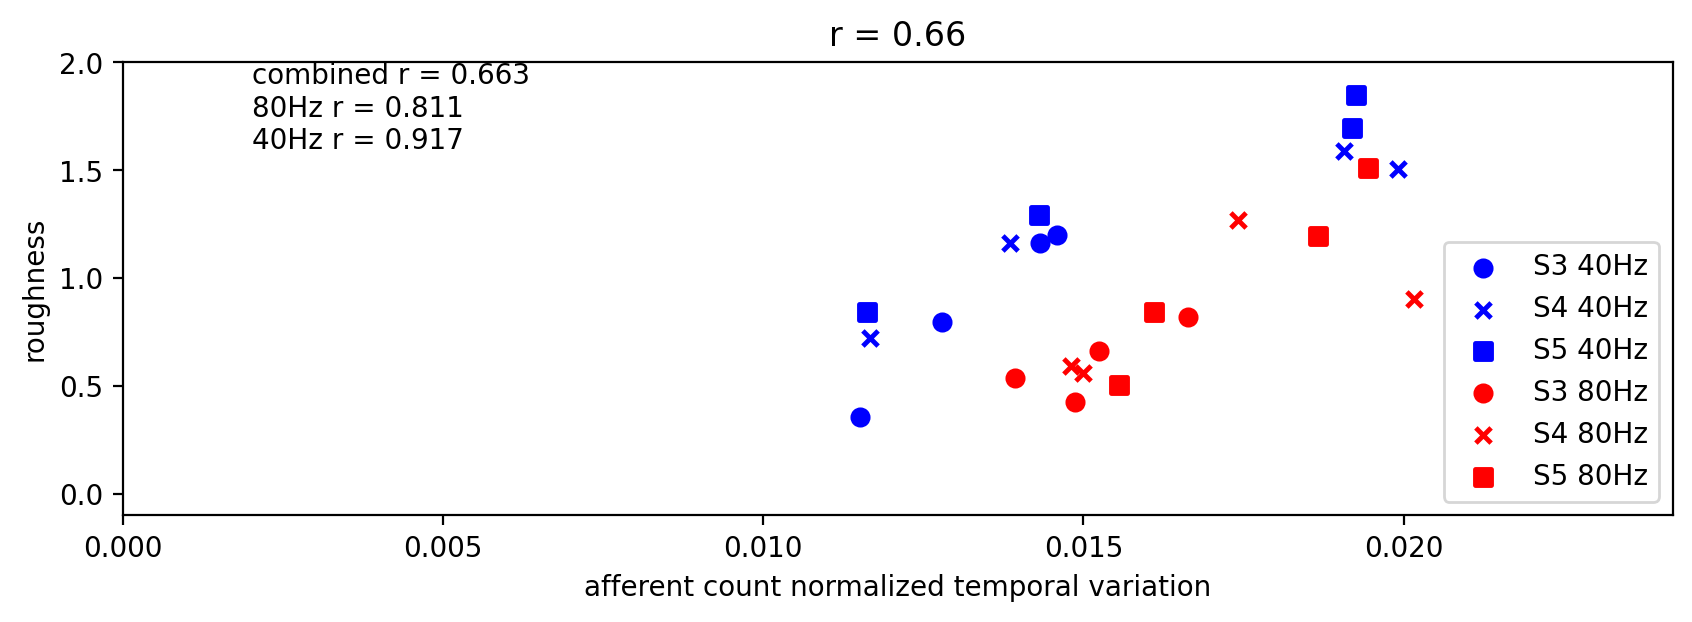 r = 0.66
combined r = 0.663
80Hz r = 0.811
40Hz r = 0.917
2.0
1.5
1.0
0.5
0.0
roughness
S3 40Hz
S4 40Hz
S5 40Hz
S3 80Hz
S4 80Hz
S5 80Hz
0.000 0.005 0.010 0.015 0.020
afferent count normalized temporal variation